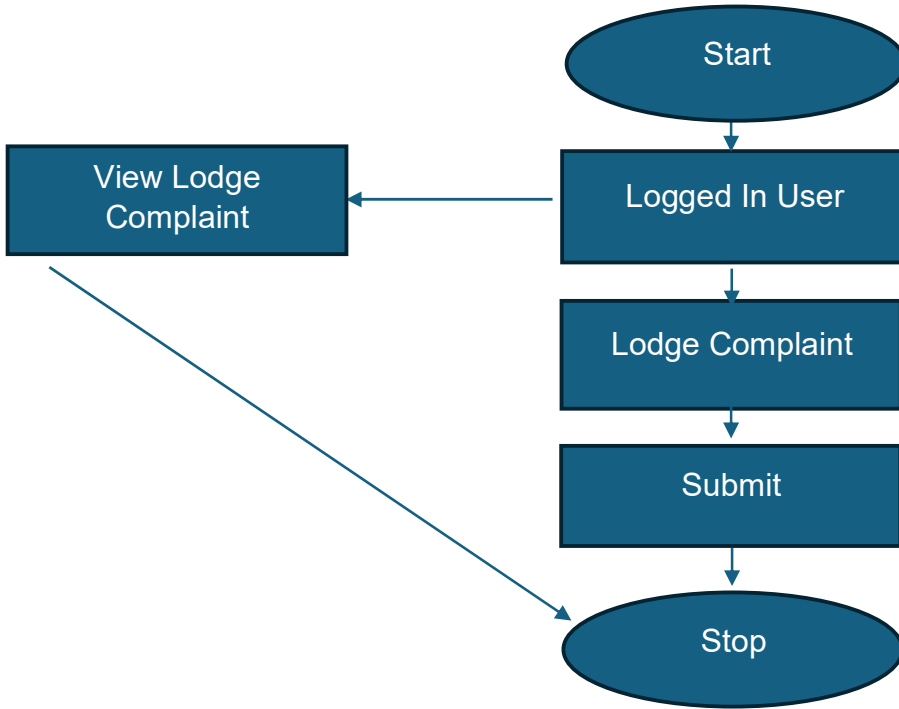 Start
View Lodge
Complaint
Logged In User
Lodge Complaint
Submit
Stop